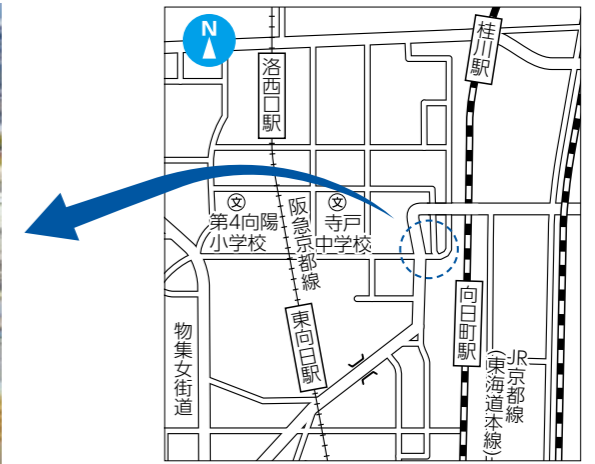 N
桂川駅
洛西口駅
文
第4向陽
小学校
阪急京都線
文
寺戸
中学校
東向日駅
向日町駅
物集女街道
JR京都線
(東海道本線)